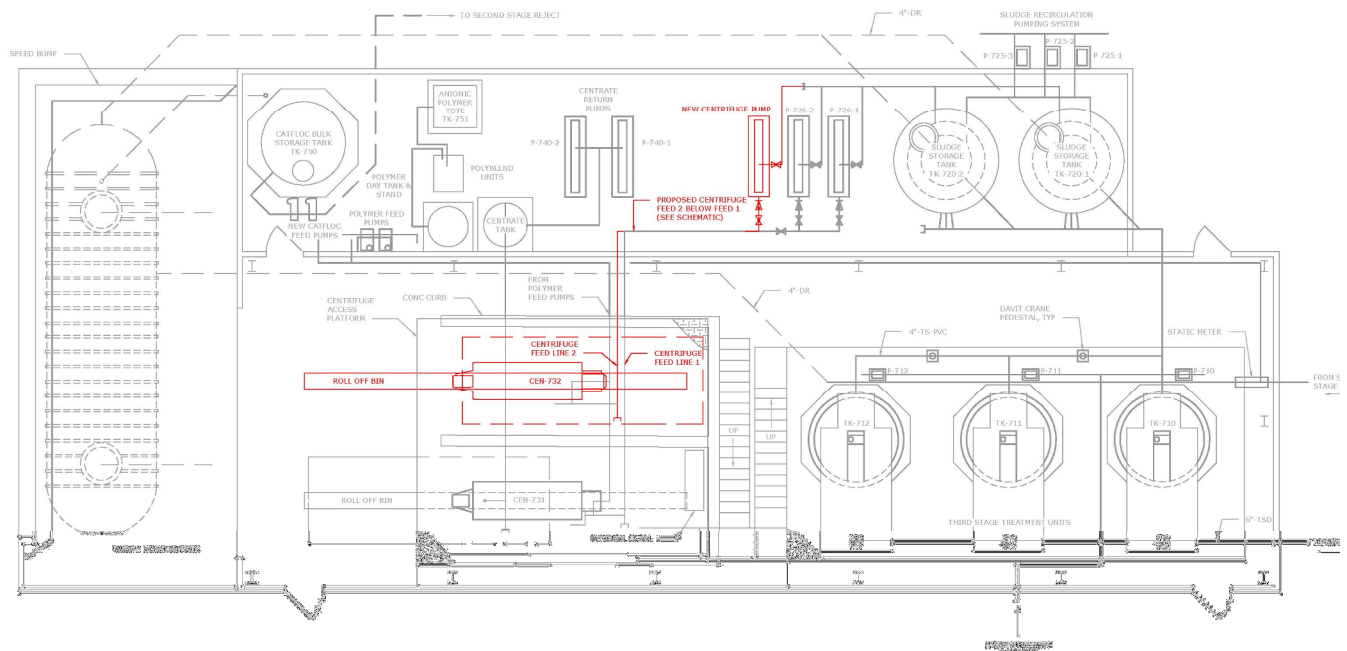 TO SECOND STAGE REJECT
4"-DR
SLUDGE RECIRCULATION
PUMPING SYSTEM
P-725-2
P-725-3
P-725-1
SPEED BUMP
ANIONIC
POLYMER
TOTE
TK-751
CENTRATE
RETURN
PUMPS
NEW CENTRIFUGE PUMP
P-726-2
P-726-1
CATFLOC BULK
STORAGE TANK
TK-750
P-740-2
P-740-1
SLUDGE
STORAGE
TANK
TK-720-2
SLUDGE
STORAGE
TANK
TK-720-1
POLYBLEND
UNITS
POLYMER
DAY TANK &
STAND
PROPOSED CENTRIFUGE
FEED 2 BELOW FEED 1
(SEE SCHEMATIC)
POLYMER FEED
PUMPS
NEW CATFLOC
FEED PUMPS
CENTRATE
TANK
FROM
POLYMER
FEED PUMPS
4"-DR
CENTRIFUGE
ACCESS
PLATFORM
CONC CURB
DAVIT CRANE
PEDESTAL, TYP
4"-TS-PVC
STATIC METER
CENTRIFUGE
FEED LINE 2
CENTRIFUGE
FEED LINE 1
ROLL OFF BIN
CEN-732
P-712
P-711
P-710
FROM S
STAGE
TK-712
TK-711
TK-710
UP
UP
ROLL OFF BIN
CEN-731
THIRD STAGE TREATMENT UNITS
6"-TSD